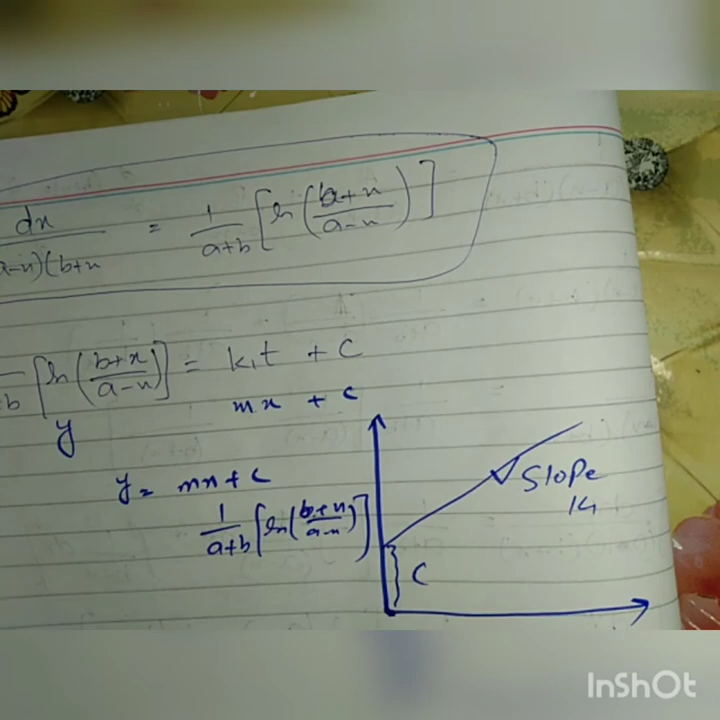 dx/(a-x)(b+x = 1/a+b [ln(b+x/a-x)]
b [ln(b+x/a-x)] = k₁t + c
y mx + c
y = mx + c
1/a+b [ln(b+x/a-x)]
Slope
k₁
C
InShOt